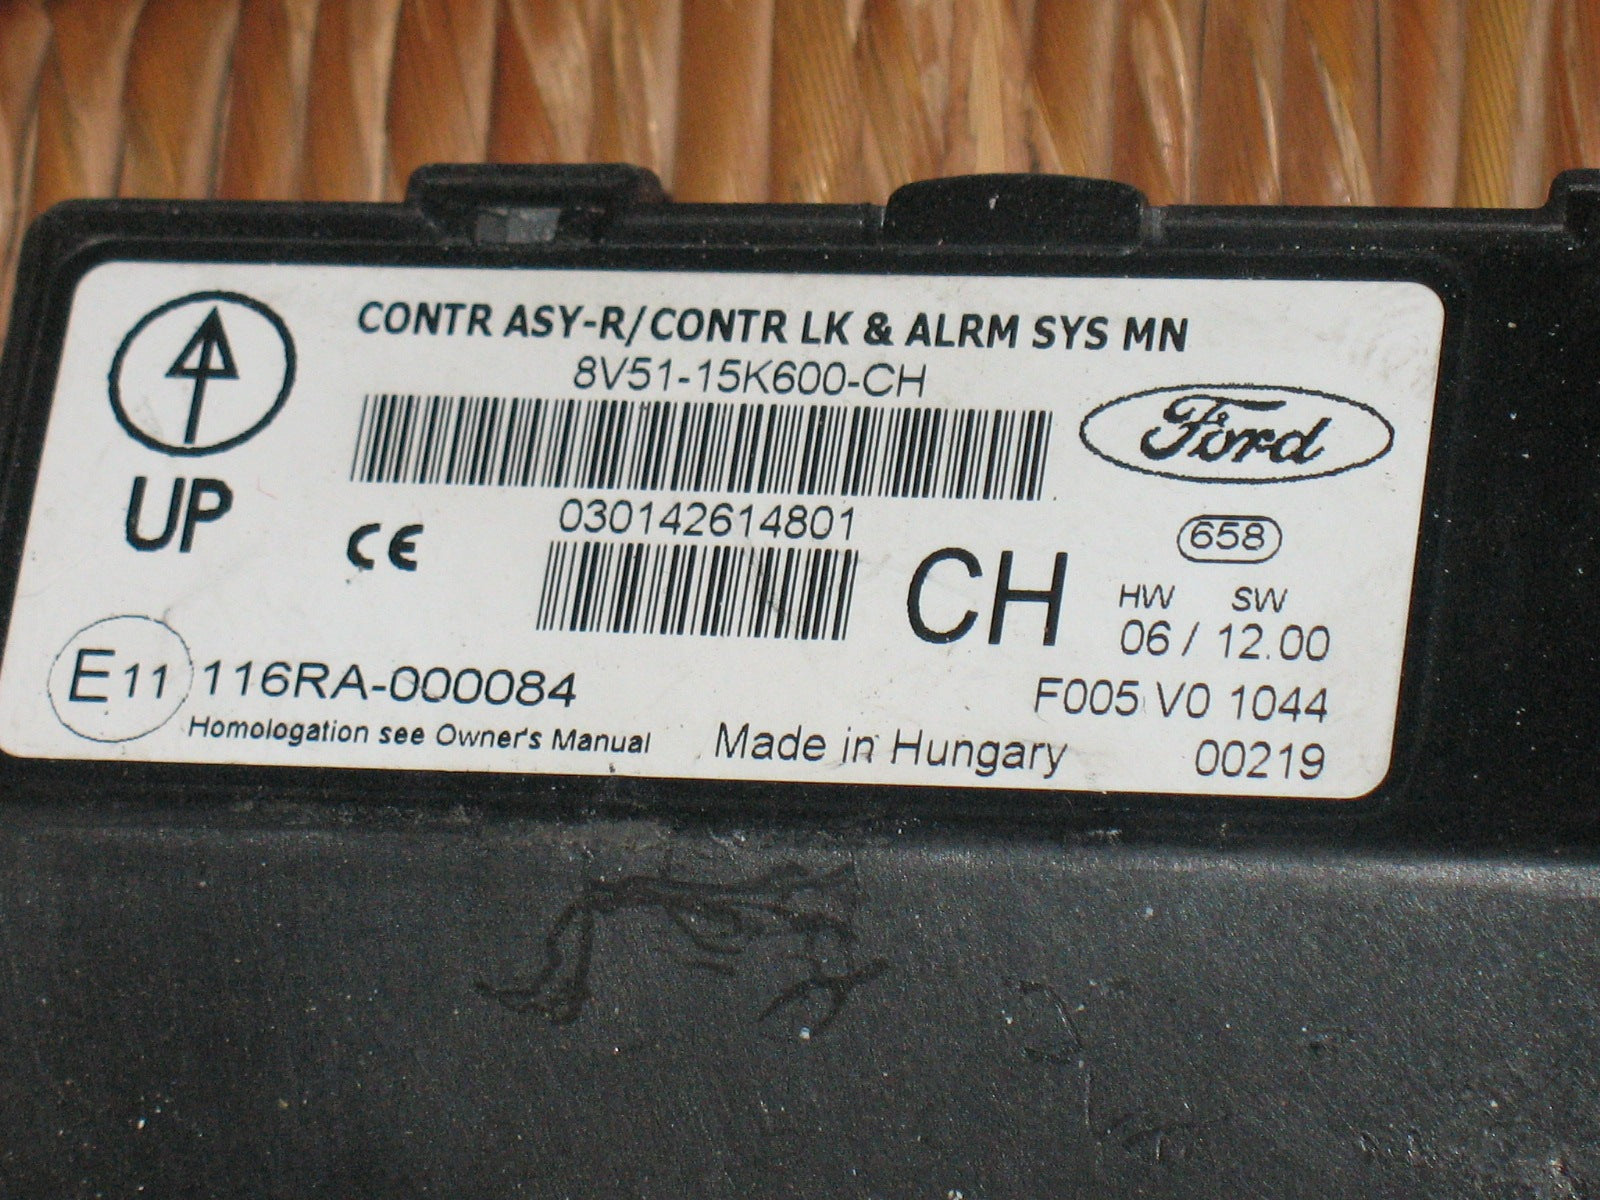 CONTR ASY-R/CONTR LK & ALRM SYS MN
8V51-15K600-CH
Ford
UP
CE
030142614801
CH
658
HW SW
06 / 12.00
E11 116RA-000084
F005 V0 1044
Homologation see Owner's Manual
Made in Hungary
00219